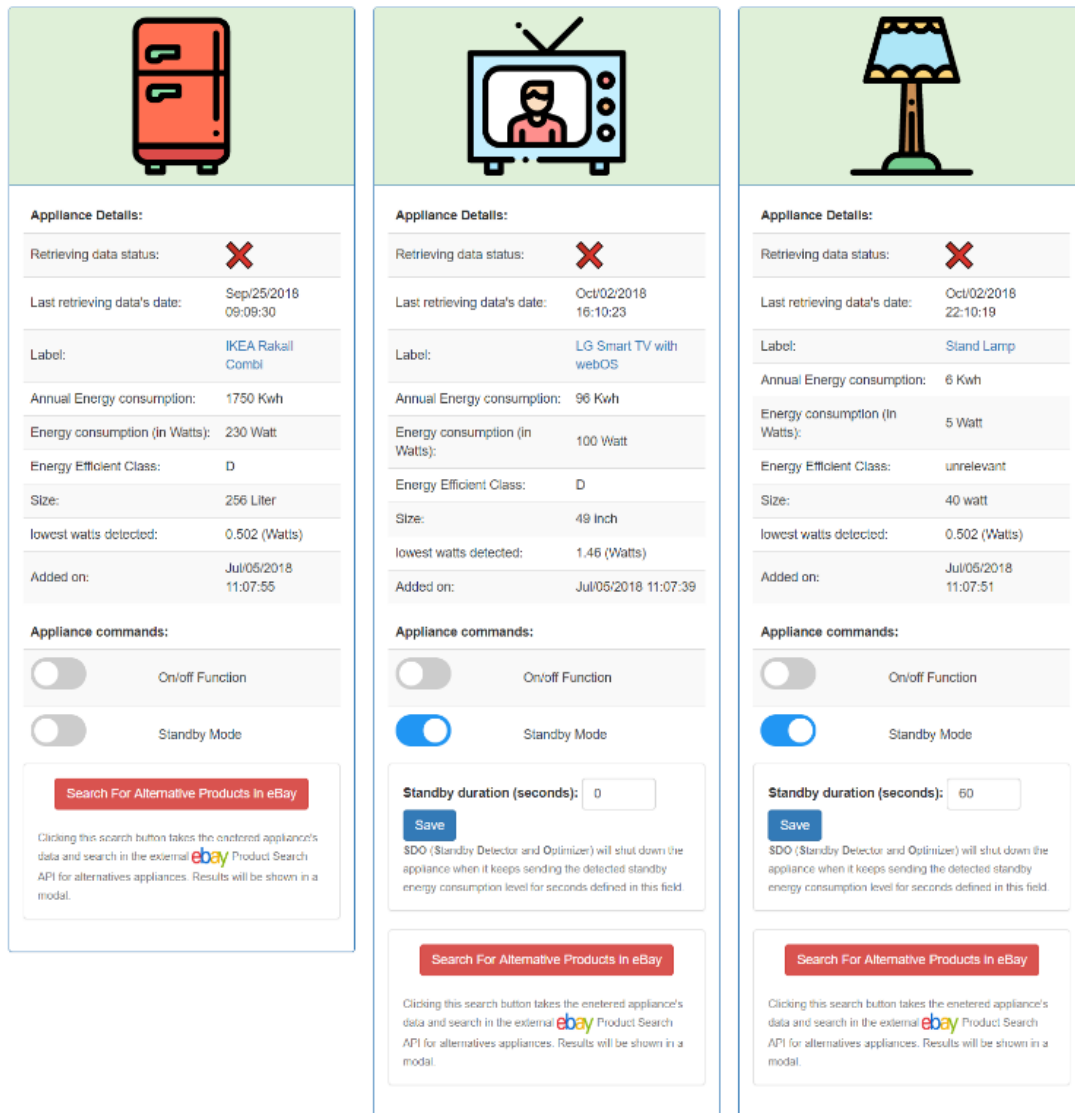 Appliance Details:
Retrieving data status:
Last retrieving data's date:
Sep/25/2018
09:09:30
Label:
IKEA Rakall
Combi
Annual Energy consumption:
1750 Kwh
Energy consumption (in Watts):
230 Watt
Energy Efficient Class:
D
Size:
256 Liter
lowest watts detected:
0.502 (Watts)
Added on:
Jul/05/2018
11:07:55
Appliance commands:
On/off Function
Standby Mode
Search For Alternative Products in eBay
Clicking this search button takes the enetered appliance's
data and search in the external ebay Product Search
API for alternatives appliances. Results will be shown in a
modal.
Appliance Details:
Retrieving data status:
Last retrieving data's date:
Oct/02/2018
16:10:23
Label:
LG Smart TV with
webOS
Annual Energy consumption:
96 Kwh
Energy consumption (in
Watts):
100 Watt
Energy Efficient Class:
D
Size:
49 inch
lowest watts detected:
1.46 (Watts)
Added on:
Jul/05/2018 11:07:39
Appliance commands:
On/off Function
Standby Mode
Standby duration (seconds):
0
Save
SDO (Standby Detector and Optimizer) will shut down the
appliance when it keeps sending the detected standby
energy consumption level for seconds defined in this field.
Search For Alternative Products in eBay
Clicking this search button takes the enetered appliance's
data and search in the external ebay Product Search
API for alternatives appliances. Results will be shown in a
modal.
Appliance Details:
Retrieving data status:
Last retrieving data's date:
Oct/02/2018
22:10:19
Label:
Stand Lamp
Annual Energy consumption:
6 Kwh
Energy consumption (in
Watts):
5 Watt
Energy Efficient Class:
unrelevant
Size:
40 watt
lowest watts detected:
0.502 (Watts)
Added on:
Jul/05/2018
11:07:51
Appliance commands:
On/off Function
Standby Mode
Standby duration (seconds):
60
Save
SDO (Standby Detector and Optimizer) will shut down the
appliance when it keeps sending the detected standby
energy consumption level for seconds defined in this field.
Search For Alternative Products in eBay
Clicking this search button takes the enetered appliance's
data and search in the external ebay Product Search
API for alternatives appliances. Results will be shown in a
modal.